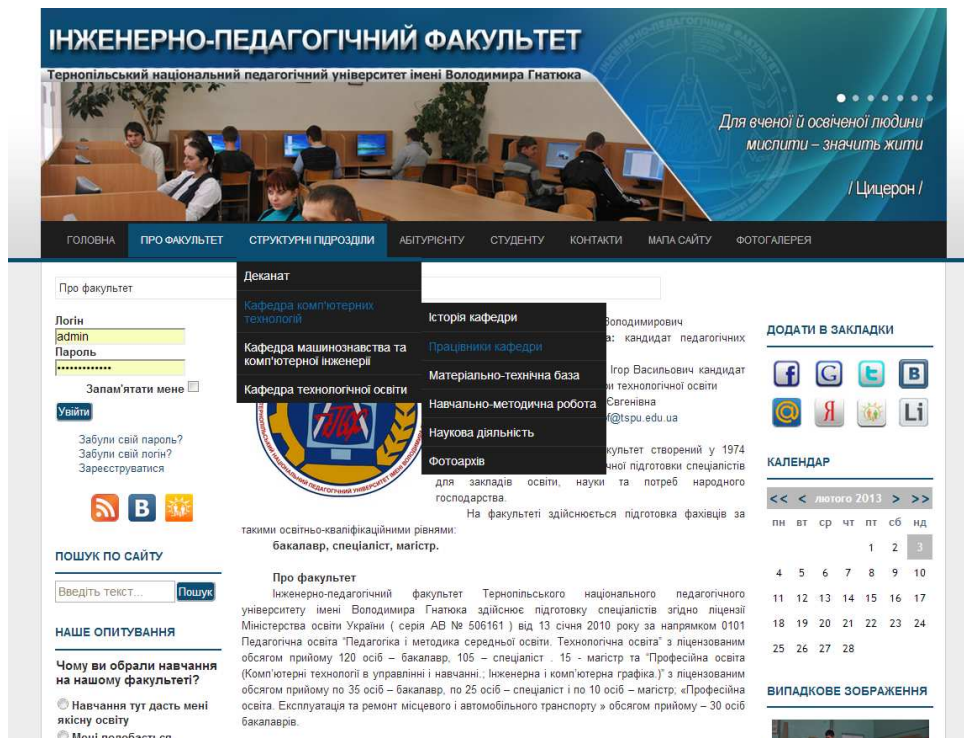 ІНЖЕНЕРНО-ПЕДАГОГІЧНИЙ ФАКУЛЬТЕТ
Тернопільський національний педагогічний університет імені Володимира Гнатюка
Для вченої й освіченої людини
мислити – значить жити
/ Цицерон /
ГОЛОВНА ПРО ФАКУЛЬТЕТ СТРУКТУРНІ ПІДРОЗДІЛИ АБІТУРІЄНТУ СТУДЕНТУ КОНТАКТИ МАПА САЙТУ ФОТОГАЛЕРЕЯ
Про факультет
Логін
admin
Пароль
•••••••••••••
Запам'ятати мене
Увійти
Забули свій пароль?
Забули свій логін?
Зареєструватися
В
ПОШУК ПО САЙТУ
Введіть текст... Пошук
НАШЕ ОПИТУВАННЯ
Чому ви обрали навчання
на нашому факультеті?
Навчання тут дасть мені
якісну освіту
Мені подобається
Деканат
Кафедра комп'ютерних
технологій
Кафедра машинознавства та
комп'ютерної інженерії
Кафедра технологічної освіти
Історія кафедри
Працівники кафедри
Матеріально-технічна база
Навчально-методична робота
Наукова діяльність
Фотоархів
Володимирович
кандидат педагогічних
Ігор Васильович кандидат
технологічної освіти
Євгенівна
@tspu.edu.ua
створений у 1974
підготовки спеціалістів
для закладів освіти, науки та потреб народного
господарства.
На факультеті здійснюється підготовка фахівців за
такими освітньо-кваліфікаційними рівнями:
бакалавр, спеціаліст, магістр.
Про факультет
Інженерно-педагогічний факультет Тернопільського національного педагогічного
університету імені Володимира Гнатюка здійснює підготовку спеціалістів згідно ліцензії
Міністерства освіти України ( серія АВ № 506161 ) від 13 січня 2010 року за напрямком 0101
Педагогічна освіта “Педагогіка і методика середньої освіти. Технологічна освіта” з ліцензованим
обсягом прийому 120 осіб – бакалавр, 105 – спеціаліст . 15 - магістр та “Професійна освіта
(Комп'ютерні технології в управлінні і навчанні.; Інженерна і комп'ютерна графіка.)” з ліцензованим
обсягом прийому по 35 осіб – бакалавр, по 25 осіб – спеціаліст і по 10 осіб – магістр; «Професійна
освіта. Експлуатація та ремонт місцевого і автомобільного транспорту » обсягом прийому – 30 осіб
бакалаврів.
ДОДАТИ В ЗАКЛАДКИ
f G t В
@ Я Li
КАЛЕНДАР
<< < лютого 2013 > >>
пн вт ср чт пт сб нд
1 2 3
4 5 6 7 8 9 10
11 12 13 14 15 16 17
18 19 20 21 22 23 24
25 26 27 28
ВИПАДКОВЕ ЗОБРАЖЕННЯ